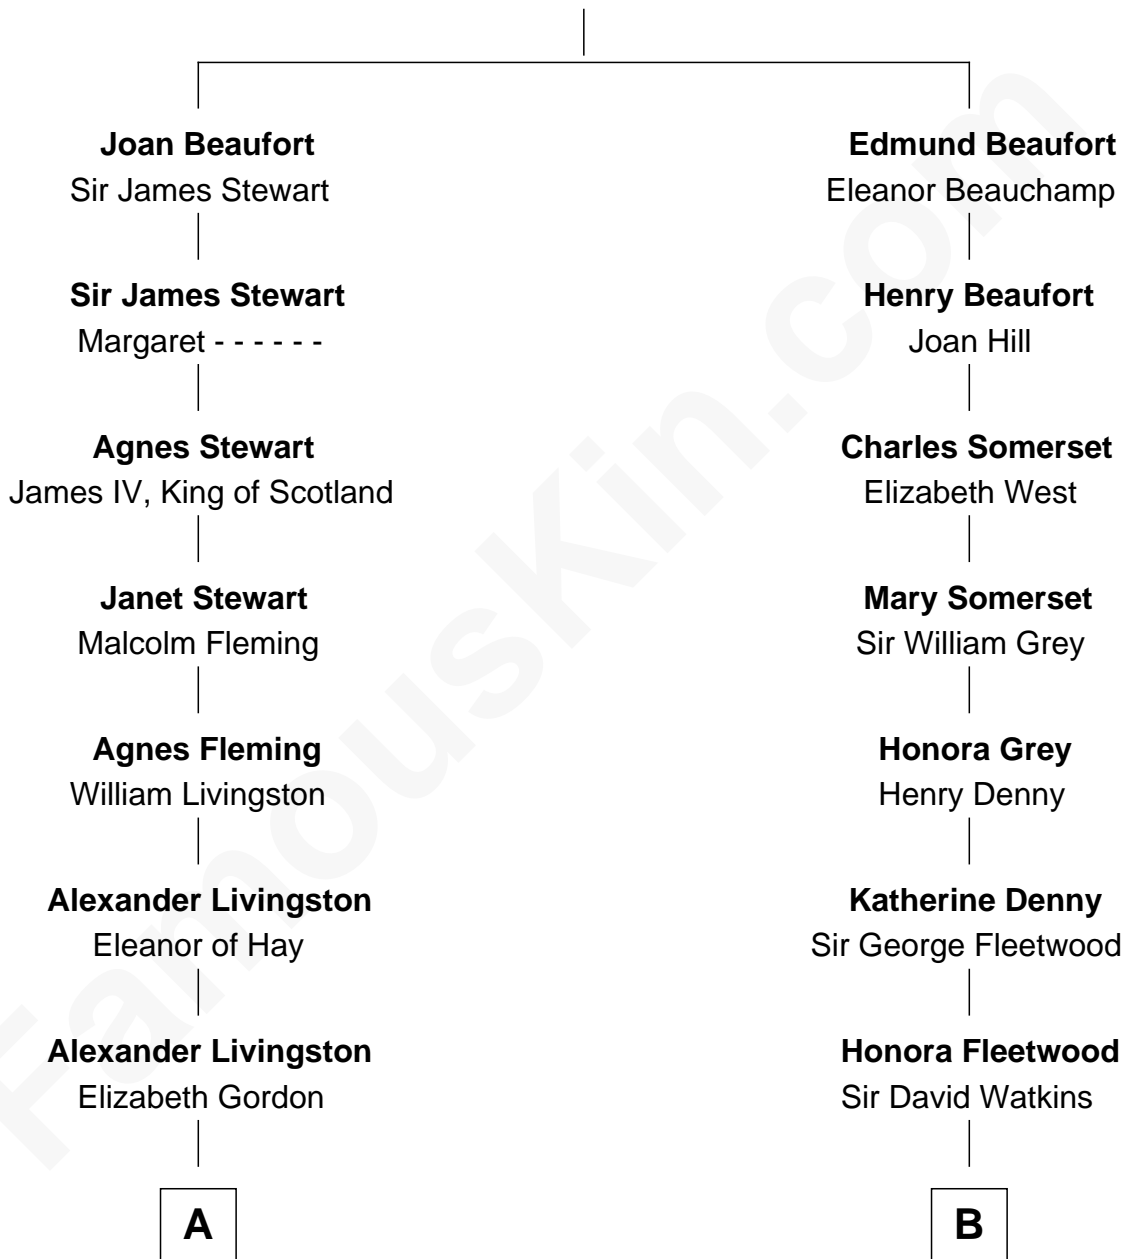 Joan Beaufort
Sir James Stewart
Sir James Stewart
Margaret - - - - - -
Agnes Stewart
James IV, King of Scotland
Janet Stewart
Malcolm Fleming
Agnes Fleming
William Livingston
Alexander Livingston
Eleanor of Hay
Alexander Livingston
Elizabeth Gordon
A
Edmund Beaufort
Eleanor Beauchamp
Henry Beaufort
Joan Hill
Charles Somerset
Elizabeth West
Mary Somerset
Sir William Grey
Honora Grey
Henry Denny
Katherine Denny
Sir George Fleetwood
Honora Fleetwood
Sir David Watkins
B
FamousKin.com